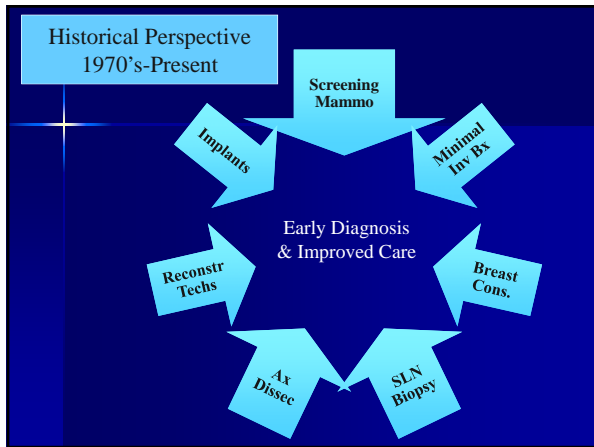 Historical Perspective
1970's-Present
Screening
Mammo
Minimal
Inv Bx
Breast
Cons.
SLN
Biopsy
Ax
Dissec
Reconstr
Techs
Implants
Early Diagnosis
& Improved Care